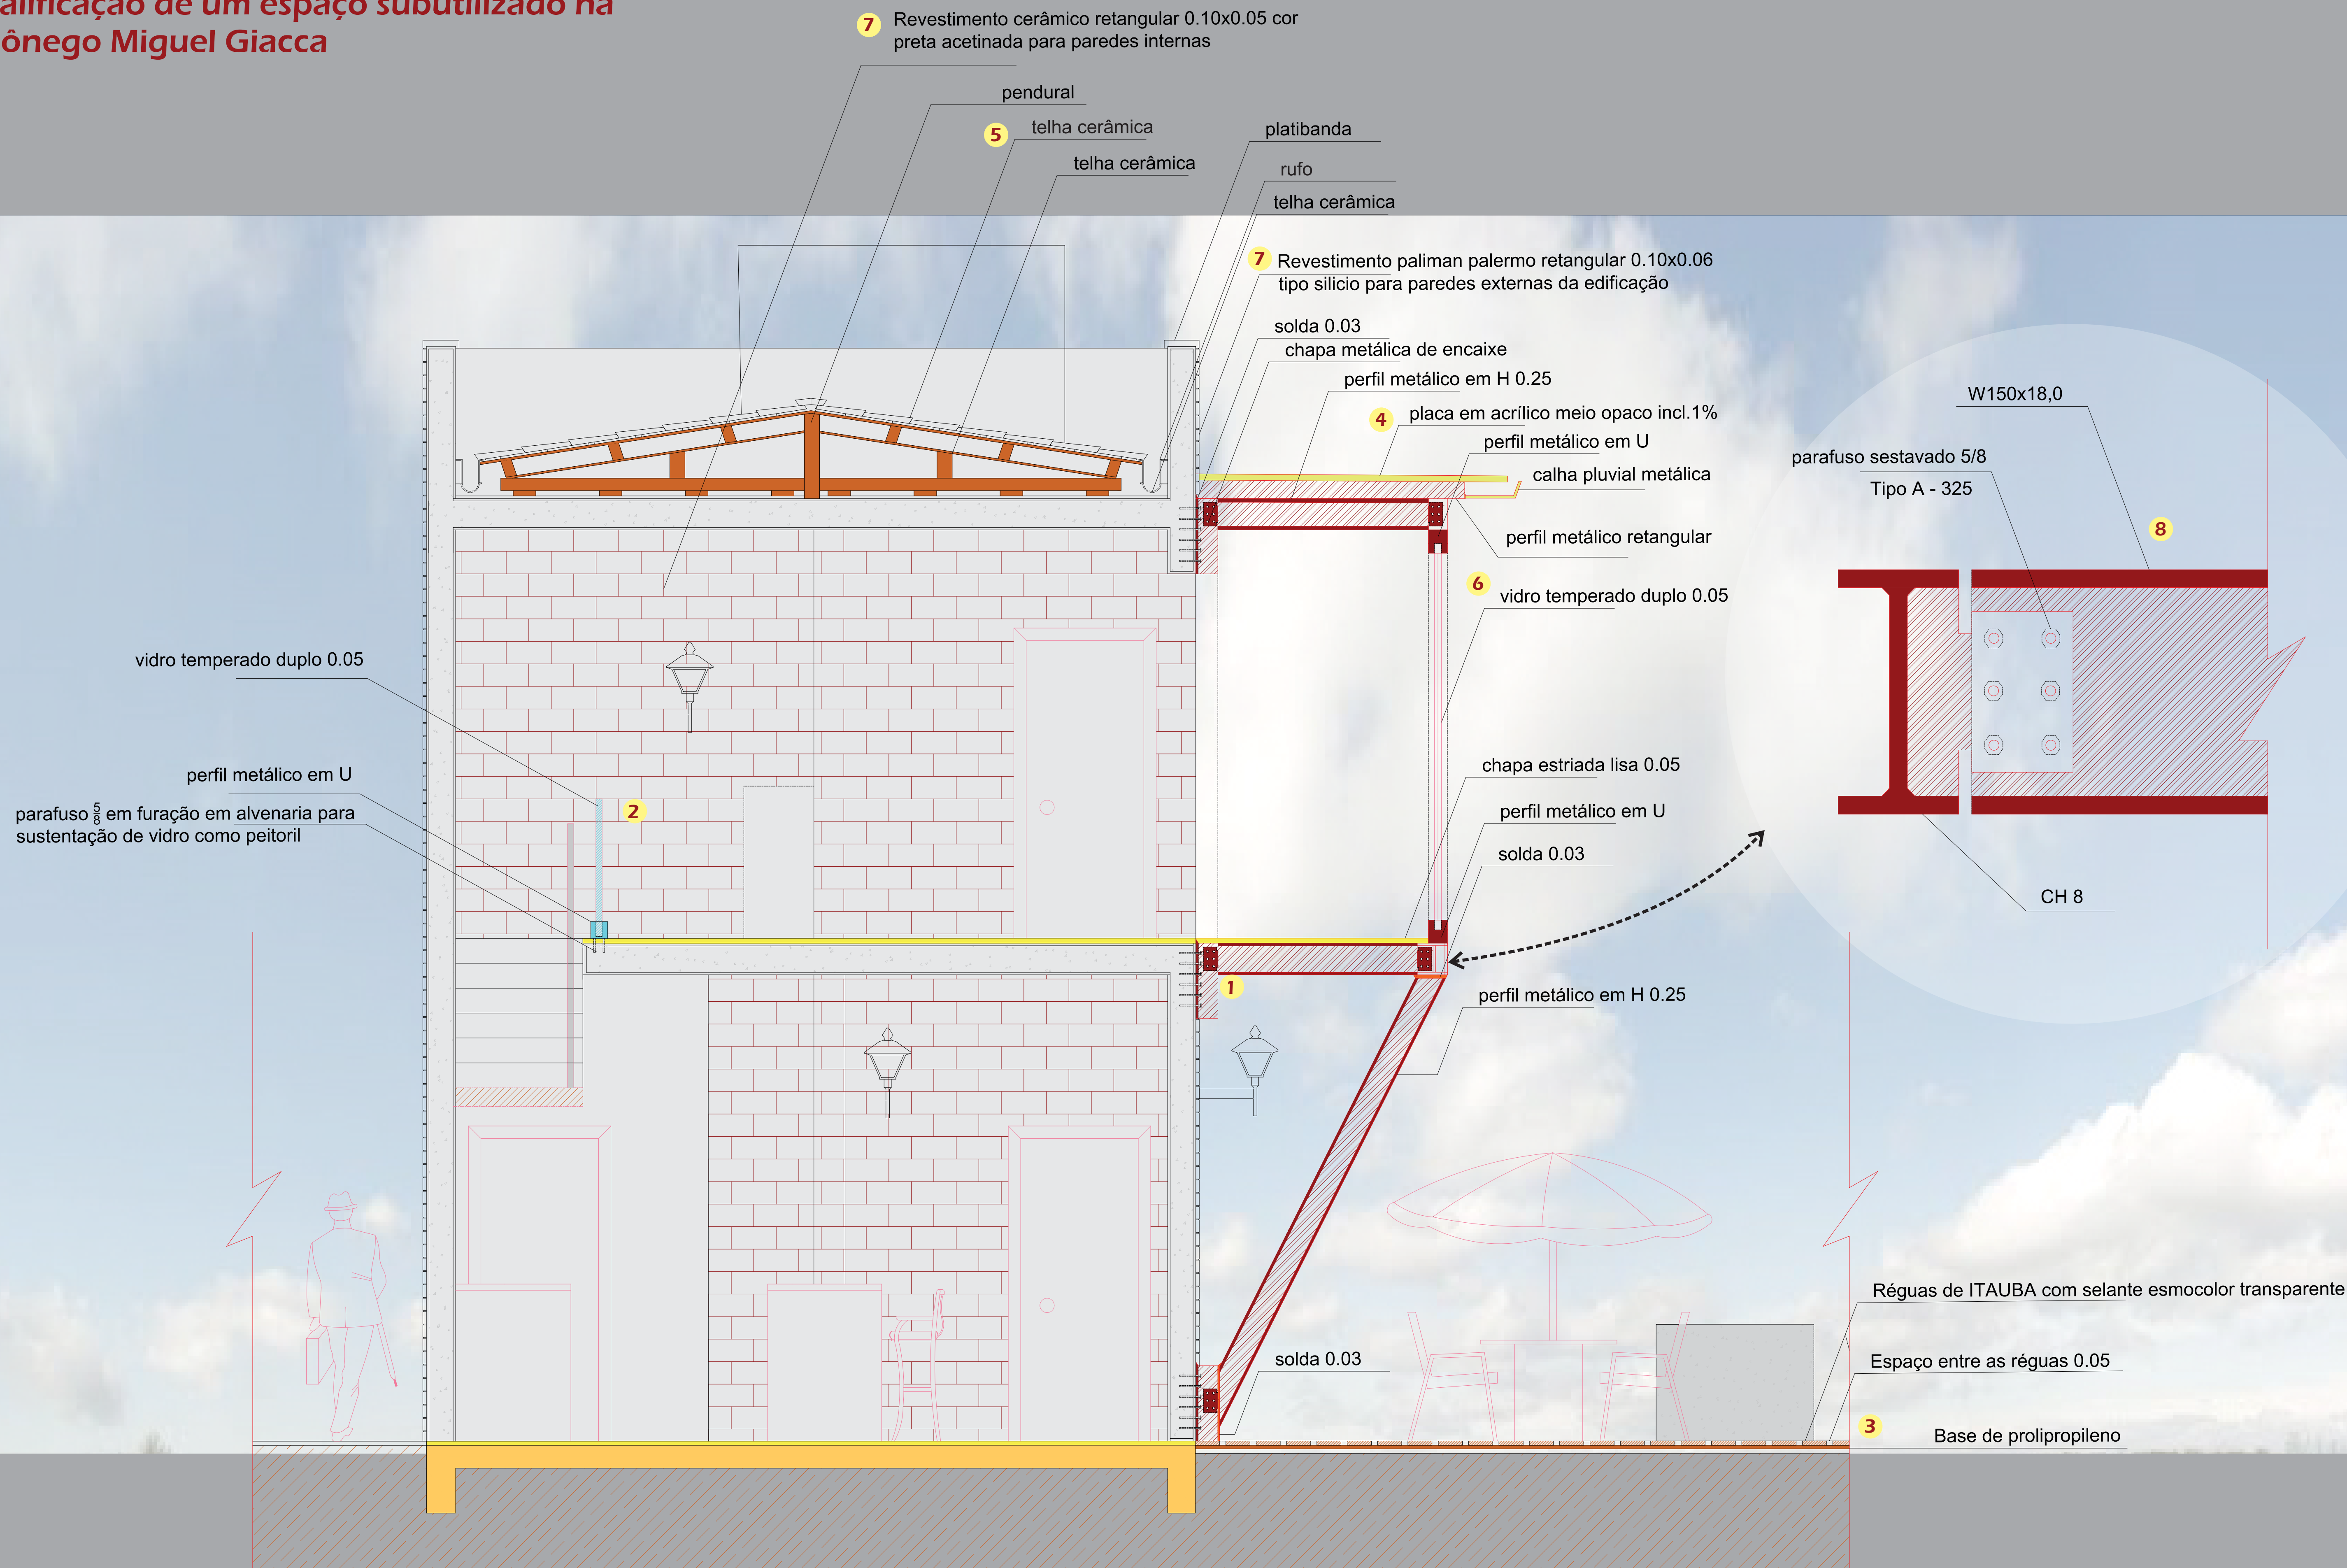 alificação de um espaço subutilizado na
ônego Miguel Giacca
7 Revestimento cerâmico retangular 0.10x0.05 cor
preta acetinada para paredes internas
pendural
5 telha cerâmica
telha cerâmica
platibanda
rufo
telha cerâmica
7 Revestimento paliman palermo retangular 0.10x0.06
tipo silicio para paredes externas da edificação
solda 0.03
chapa metálica de encaixe
perfil metálico em H 0.25
4 placa em acrílico meio opaco incl.1%
perfil metálico em U
calha pluvial metálica
perfil metálico retangular
6
vidro temperado duplo 0.05
W150x18,0
parafuso sestavado 5/8
Tipo A - 325
8
CH 8
vidro temperado duplo 0.05
perfil metálico em U
parafuso 5/8 em furação em alvenaria para
sustentação de vidro como peitoril
2
chapa estriada lisa 0.05
perfil metálico em U
solda 0.03
1
perfil metálico em H 0.25
solda 0.03
Réguas de ITAUBA com selante esmocolor transparente
Espaço entre as réguas 0.05
3
Base de prolipropileno